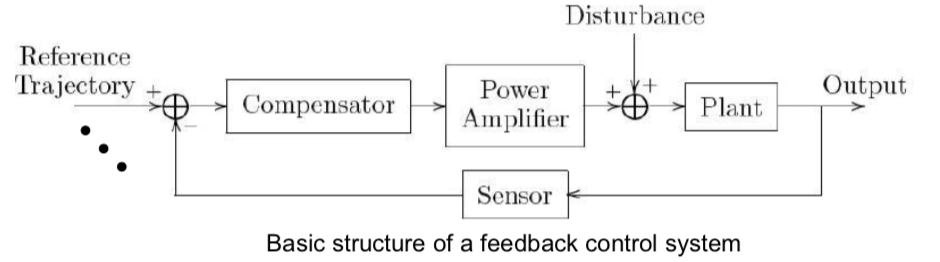 Disturbance
Reference
Trajectory
+
Compensator
Power
Amplifier
+
+
Plant
Output
−
Sensor
Basic structure of a feedback control system